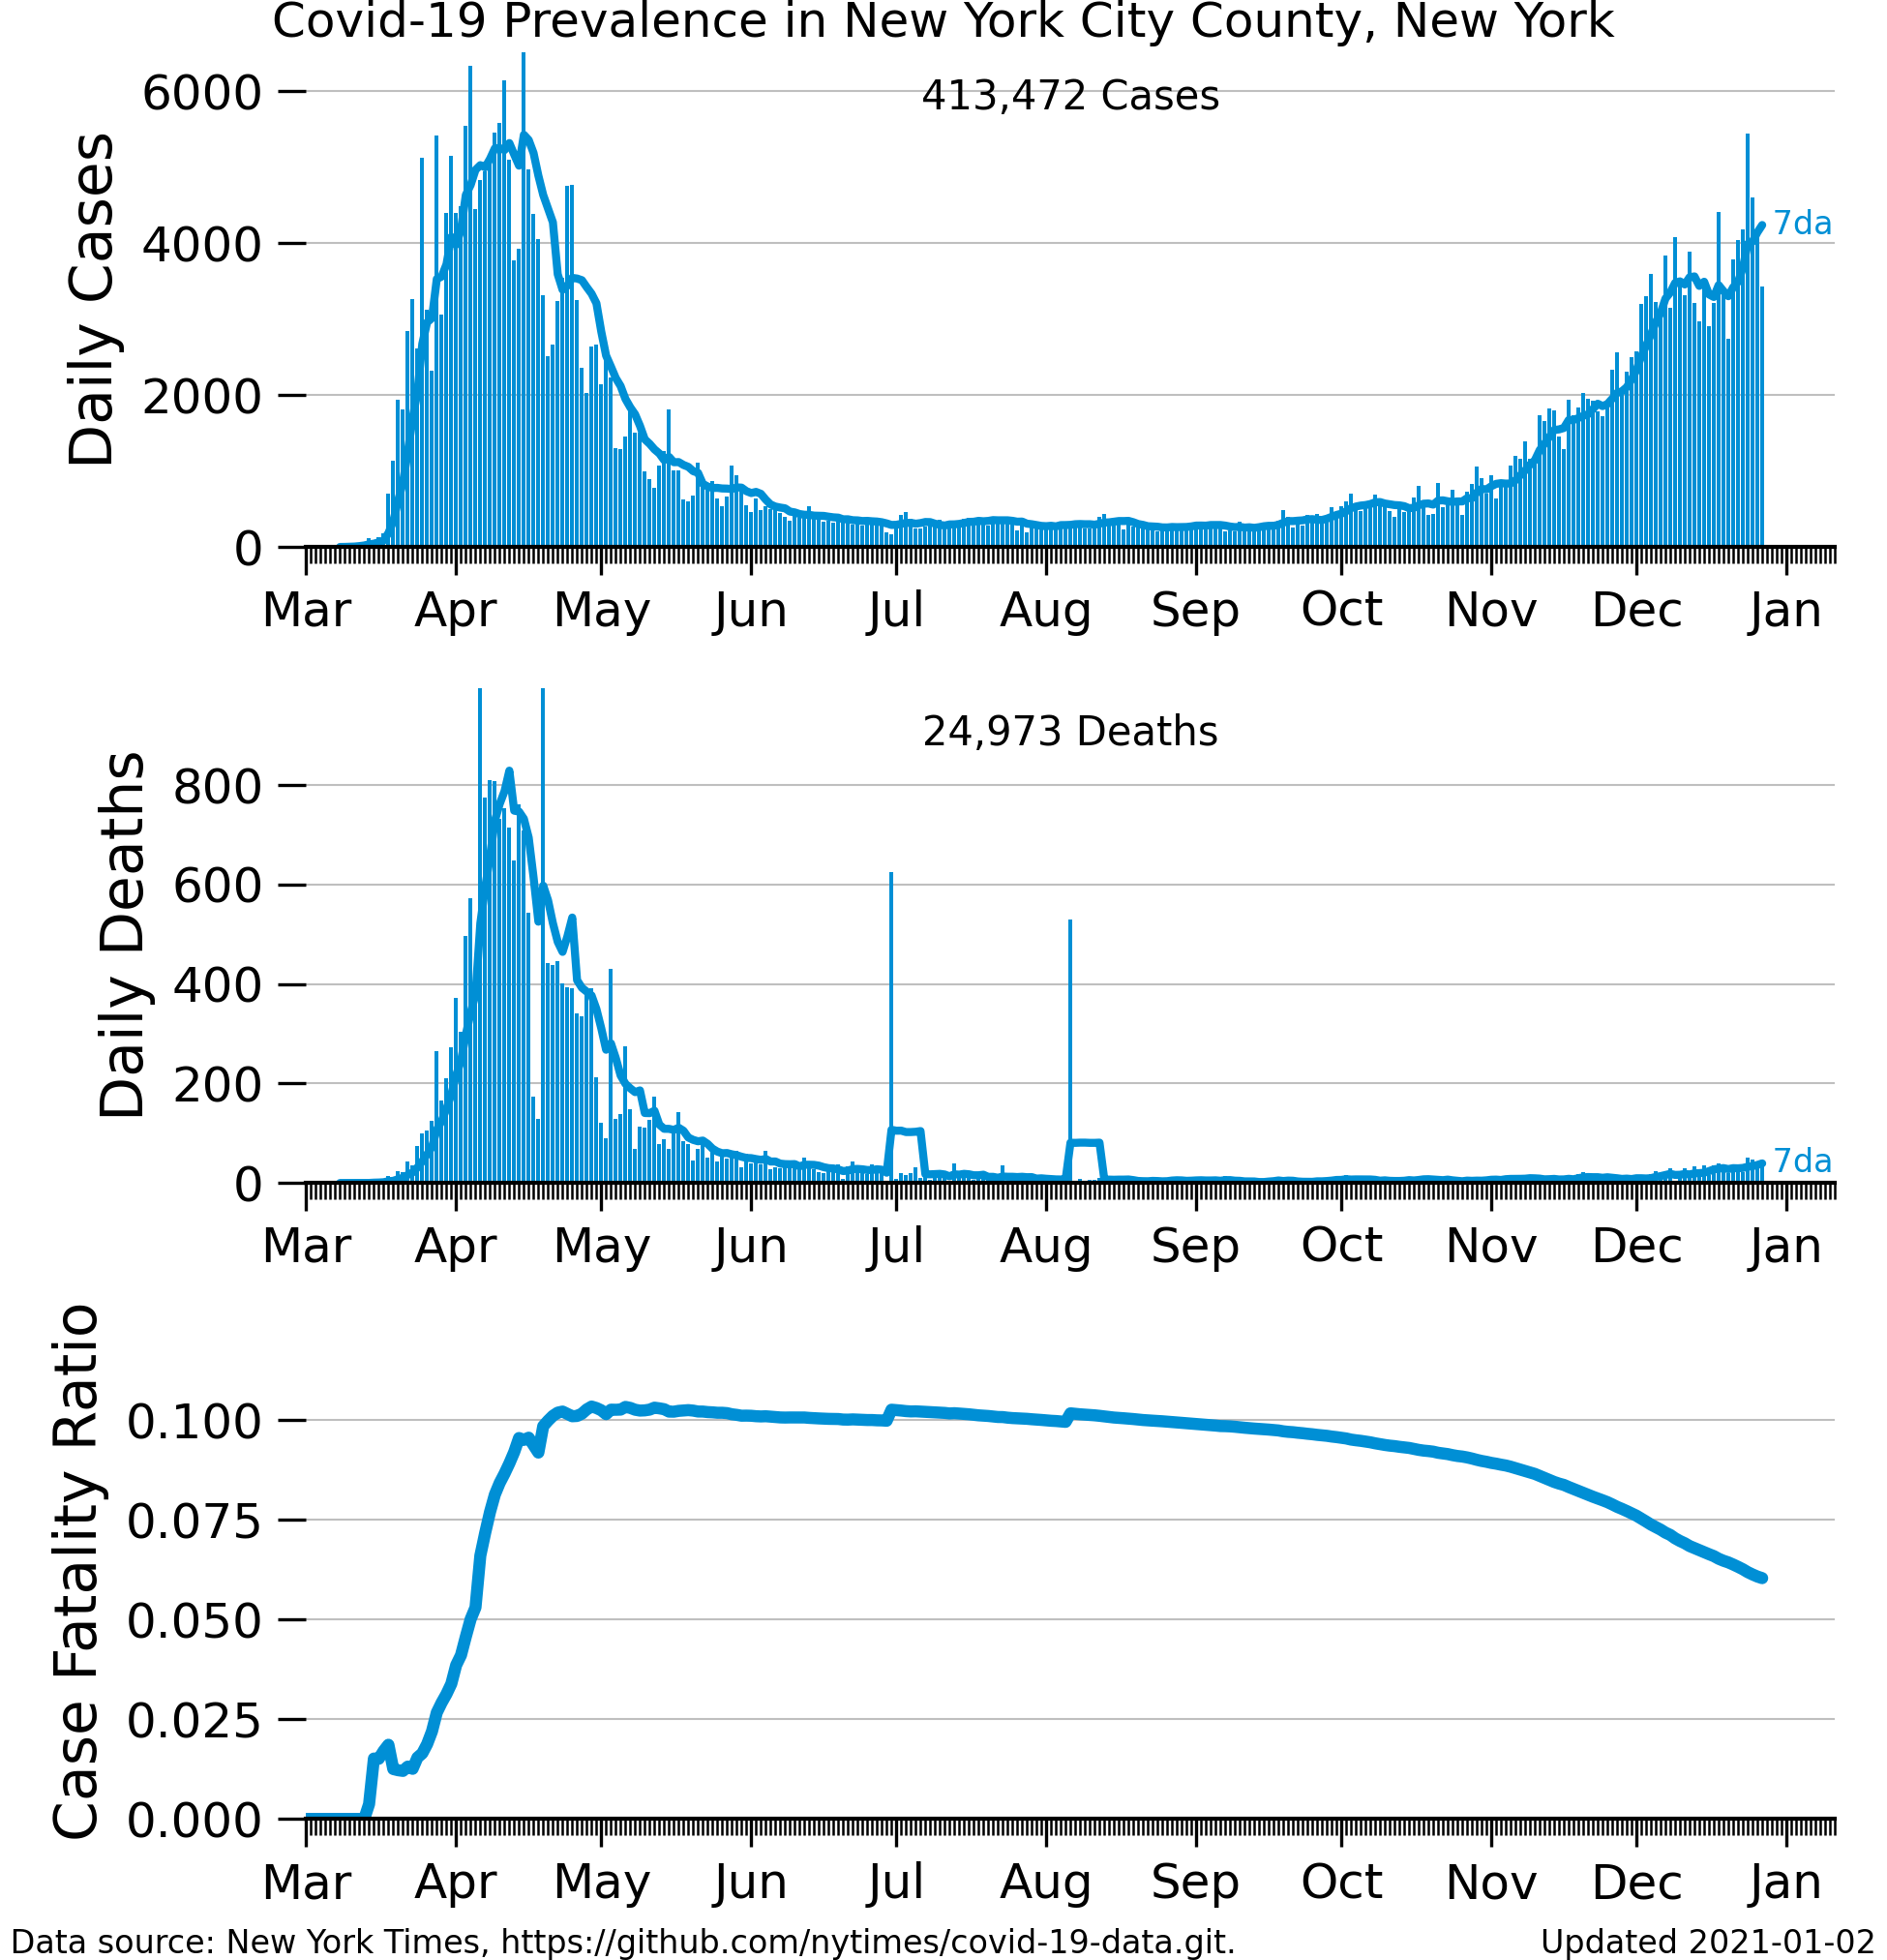 Covid-19 Prevalence in New York City County, New York
413,472 Cases
Daily Cases
6000
4000
2000
0
7da
Mar Apr May Jun Jul Aug Sep Oct Nov Dec Jan
24,973 Deaths
Daily Deaths
800
600
400
200
0
7da
Mar Apr May Jun Jul Aug Sep Oct Nov Dec Jan
Case Fatality Ratio
0.100
0.075
0.050
0.025
0.000
Mar Apr May Jun Jul Aug Sep Oct Nov Dec Jan
Data source: New York Times, https://github.com/nytimes/covid-19-data.git.
Updated 2021-01-02